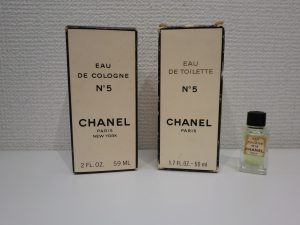 EAU
DE COLOGNE
N°5
CHANEL
PARIS
NEW YORK
2 FL. OZ. 59 ML
EAU
DE TOILETTE
N°5
CHANEL
PARIS
1.7 FL. OZ - 50 ml
CHANEL